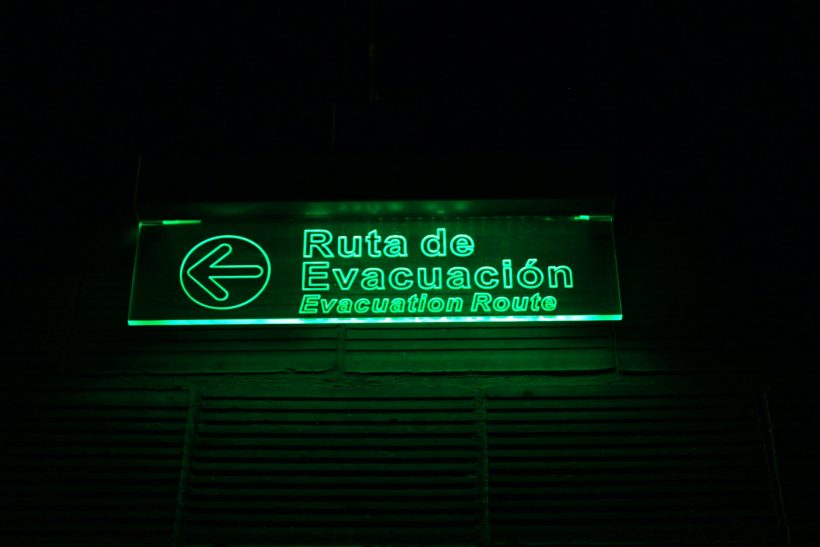 Ruta de
Evacuación
Evacuation Route